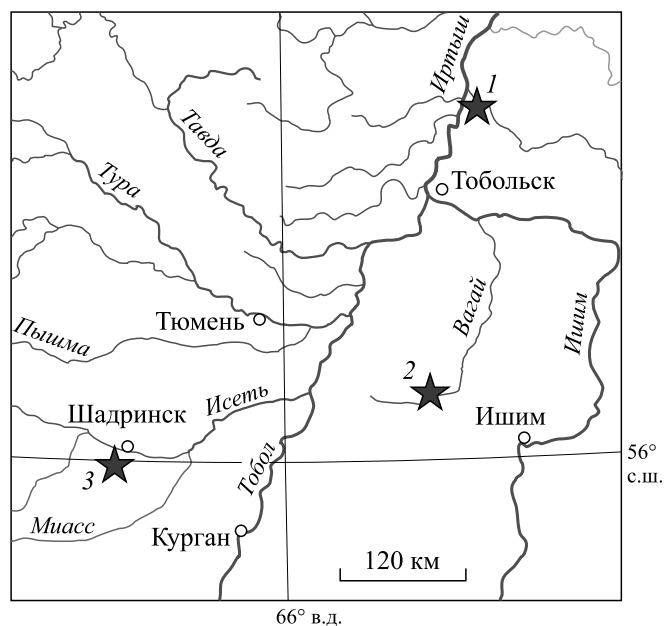 Иртыш
1
Тавда
Тобольск
Тура
Вагай
Ишим
Тюмень
Пышма
2
Исеть
Шадринск
Ишим
56°
с.ш.
3
Тобол
Миасс
Курган
120 км
66° в.д.